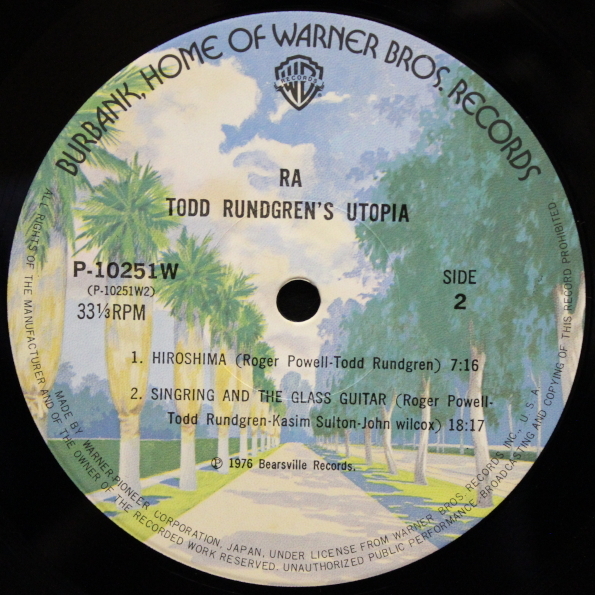 BURBANK, HOME OF WARNER BROS. RECORDS
WB
RECORDS
RA
TODD RUNDGREN'S UTOPIA
P-10251W
(P-10251W2)
33⅓RPM
SIDE
2
1. HIROSHIMA (Roger Powell-Todd Rundgren) 7:16
2. SINGRING AND THE GLASS GUITAR (Roger Powell-
Todd Rundgren-Kasim Sulton-John wilcox) 18:17
Ⓟ 1976 Bearsville Records.
MADE BY WARNER-PIONEER CORPORATION, JAPAN, UNDER LICENSE FROM WARNER BROS. RECORDS INC., U.S.A.
ALL RIGHTS OF THE MANUFACTURER AND OF THE OWNER OF THE RECORDED WORK RESERVED. UNAUTHORIZED PUBLIC PERFORMANCE, BROADCASTING AND COPYING OF THIS RECORD PROHIBITED